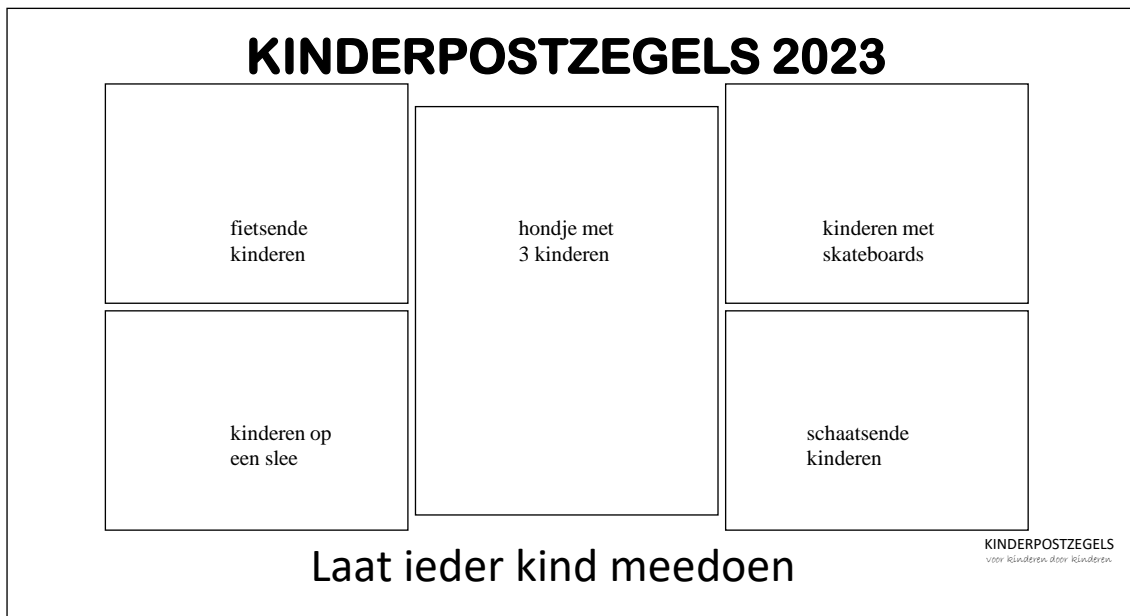 KINDERPOSTZEGELS 2023
fietsende
kinderen
hondje met
3 kinderen
kinderen met
skateboards
kinderen op
een slee
schaatsende
kinderen
Laat ieder kind meedoen
KINDERPOSTZEGELS
voor kinderen door kinderen